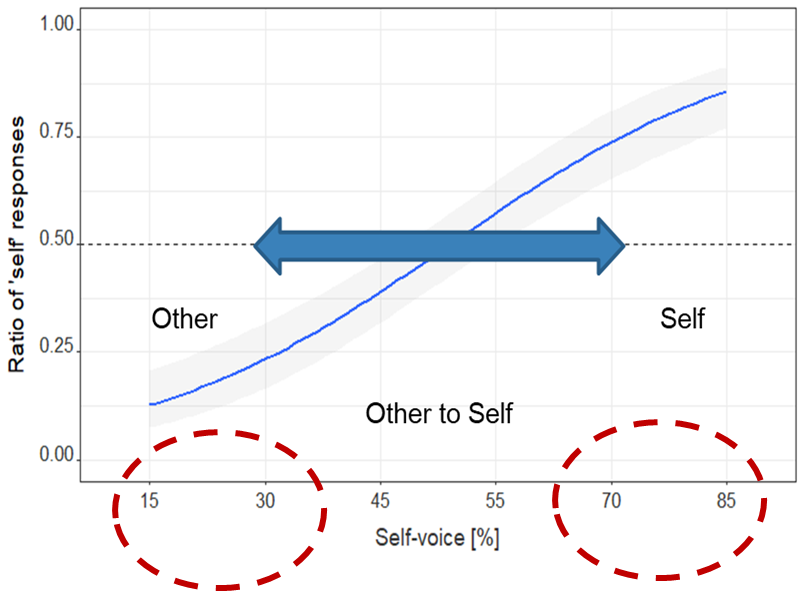 1.00
0.75
0.50
0.25
0.00
Ratio of 'self' responses
Other
Self
Other to Self
15 30 45 55 70 85
Self-voice [%]